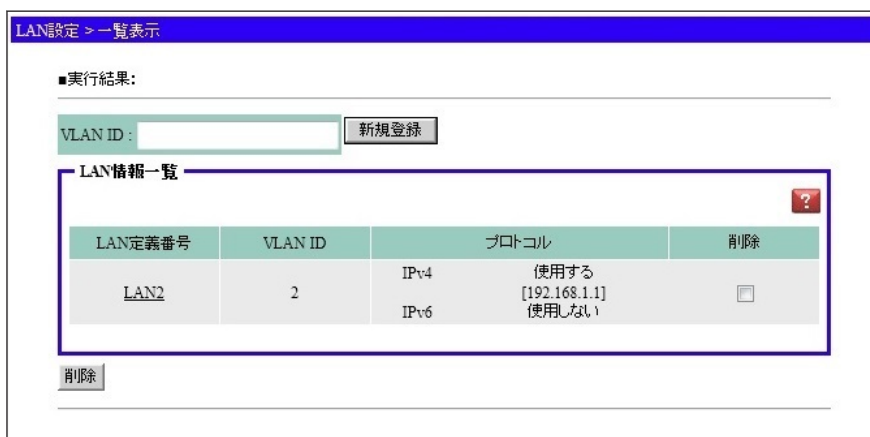 LAN設定 > 一覧表示
■実行結果:
VLAN ID :
新規登録
LAN情報一覧
?
LAN定義番号 VLAN ID プロトコル 削除
LAN2 2 IPv4 使用する
[192.168.1.1]
IPv6 使用しない
削除